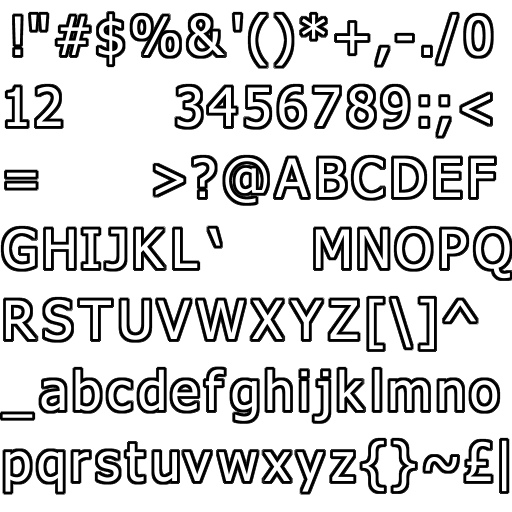 !"#$%&'()*+,-./0
12 3456789:;<
= >?@ABCDEF
GHIJKL‛ MNOPQ
RSTUVWXYZ[\]^
_abcdefghijklmno
pqrstuvwxyz{}~£|